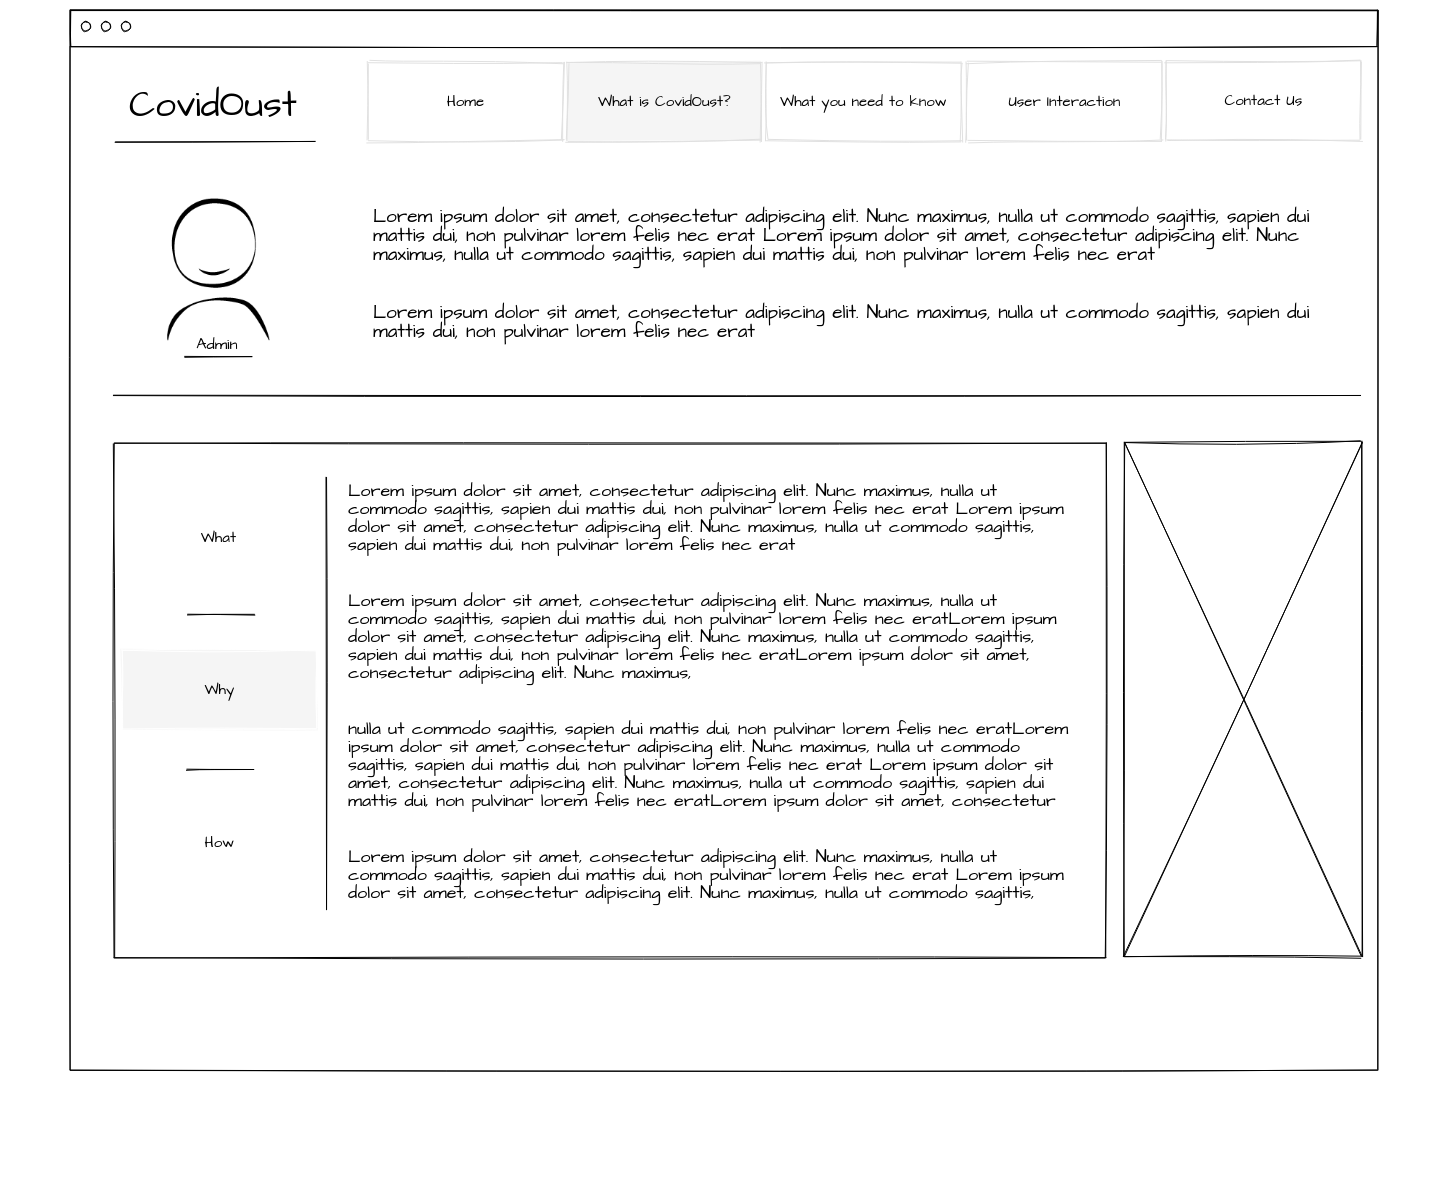 CovidOust
Home
What is CovidOust?
What you need to know
User Interaction
Contact Us
Lorem ipsum dolor sit amet, consectetur adipiscing elit. Nunc maximus, nulla ut commodo sagittis, sapien dui
mattis dui, non pulvinar lorem felis nec erat Lorem ipsum dolor sit amet, consectetur adipiscing elit. Nunc
maximus, nulla ut commodo sagittis, sapien dui mattis dui, non pulvinar lorem felis nec erat
Lorem ipsum dolor sit amet, consectetur adipiscing elit. Nunc maximus, nulla ut commodo sagittis, sapien dui
mattis dui, non pulvinar lorem felis nec erat
Admin
What
Why
How
Lorem ipsum dolor sit amet, consectetur adipiscing elit. Nunc maximus, nulla ut
commodo sagittis, sapien dui mattis dui, non pulvinar lorem felis nec erat Lorem ipsum
dolor sit amet, consectetur adipiscing elit. Nunc maximus, nulla ut commodo sagittis,
sapien dui mattis dui, non pulvinar lorem felis nec erat
Lorem ipsum dolor sit amet, consectetur adipiscing elit. Nunc maximus, nulla ut
commodo sagittis, sapien dui mattis dui, non pulvinar lorem felis nec eratLorem ipsum
dolor sit amet, consectetur adipiscing elit. Nunc maximus, nulla ut commodo sagittis,
sapien dui mattis dui, non pulvinar lorem felis nec eratLorem ipsum dolor sit amet,
consectetur adipiscing elit. Nunc maximus,
nulla ut commodo sagittis, sapien dui mattis dui, non pulvinar lorem felis nec eratLorem
ipsum dolor sit amet, consectetur adipiscing elit. Nunc maximus, nulla ut commodo
sagittis, sapien dui mattis dui, non pulvinar lorem felis nec erat Lorem ipsum dolor sit
amet, consectetur adipiscing elit. Nunc maximus, nulla ut commodo sagittis, sapien dui
mattis dui, non pulvinar lorem felis nec eratLorem ipsum dolor sit amet, consectetur
Lorem ipsum dolor sit amet, consectetur adipiscing elit. Nunc maximus, nulla ut
commodo sagittis, sapien dui mattis dui, non pulvinar lorem felis nec erat Lorem ipsum
dolor sit amet, consectetur adipiscing elit. Nunc maximus, nulla ut commodo sagittis,